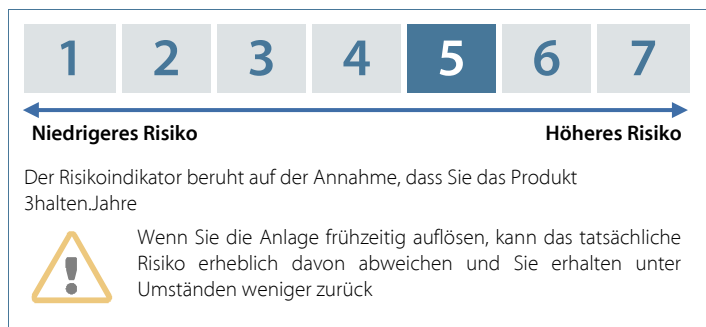 1 2 3 4 5 6 7
Niedrigeres Risiko Höheres Risiko
Der Risikoindikator beruht auf der Annahme, dass Sie das Produkt
3halten.Jahre
Wenn Sie die Anlage frühzeitig auflösen, kann das tatsächliche
Risiko erheblich davon abweichen und Sie erhalten unter
Umständen weniger zurück